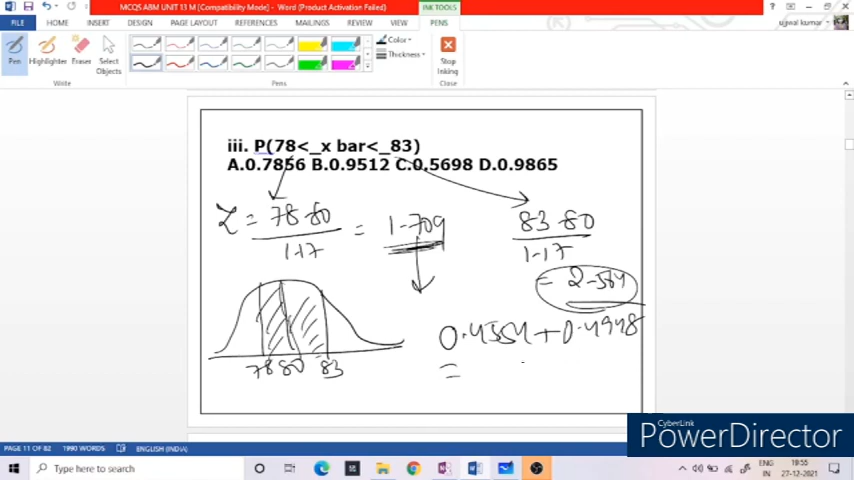 MCQS ABM UNIT 13 M [Compatibility Mode] - Word (Product Activation Failed)
INK TOOLS
FILE HOME INSERT DESIGN PAGE LAYOUT REFERENCES MAILINGS REVIEW VIEW PENS
ujjwal kumar
Pen Highlighter Eraser Select Objects
Color
Thickness
Stop Inking
Write Pens Close
iii. P(78<_x bar<_83)
A.0.7856 B.0.9512 C.0.5698 D.0.9865
Z = 78-80 / 1.17 = 1.709
83-80 / 1.17
= 2.564
78 80 83
0.4554 + 0.4948
=
CyberLink
PowerDirector
PAGE 11 OF 82 1990 WORDS ENGLISH (INDIA)
Type here to search
ENG
IN
19:55
27-12-2021